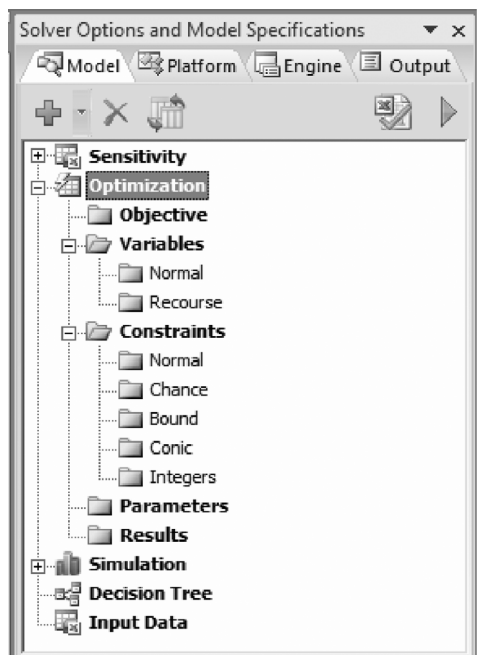 Solver Options and Model Specifications
Model Platform Engine Output
Sensitivity
Optimization
Objective
Variables
Normal
Recourse
Constraints
Normal
Chance
Bound
Conic
Integers
Parameters
Results
Simulation
Decision Tree
Input Data